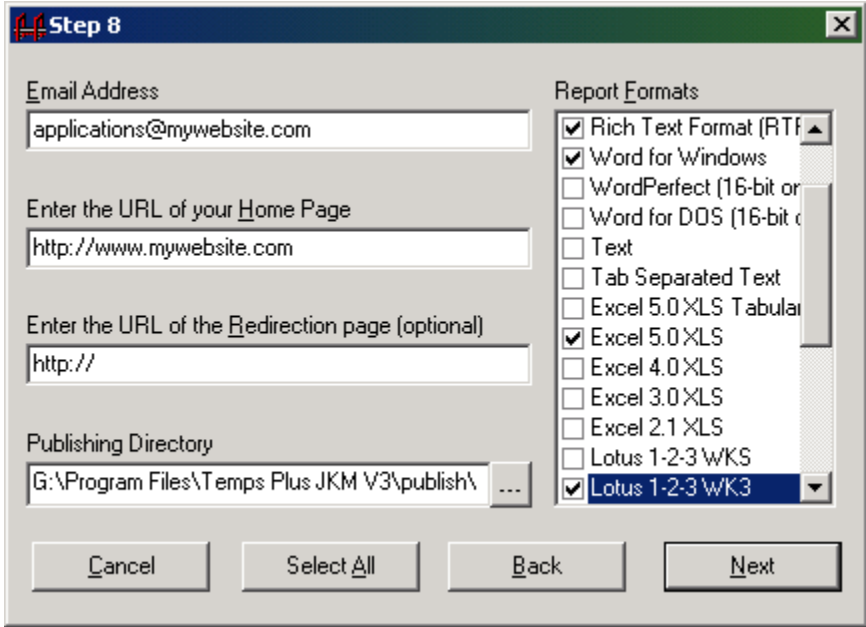 Step 8
Email Address
applications@mywebsite.com
Enter the URL of your Home Page
http://www.mywebsite.com
Enter the URL of the Redirection page (optional)
http://
Publishing Directory
G:\Program Files\Temps Plus JKM V3\publish\
...
Report Formats
Rich Text Format (RTF
Word for Windows
WordPerfect (16-bit or
Word for DOS (16-bit o
Text
Tab Separated Text
Excel 5.0 XLS Tabular
Excel 5.0 XLS
Excel 4.0 XLS
Excel 3.0 XLS
Excel 2.1 XLS
Lotus 1-2-3 WKS
Lotus 1-2-3 WK3
Cancel
Select All
Back
Next